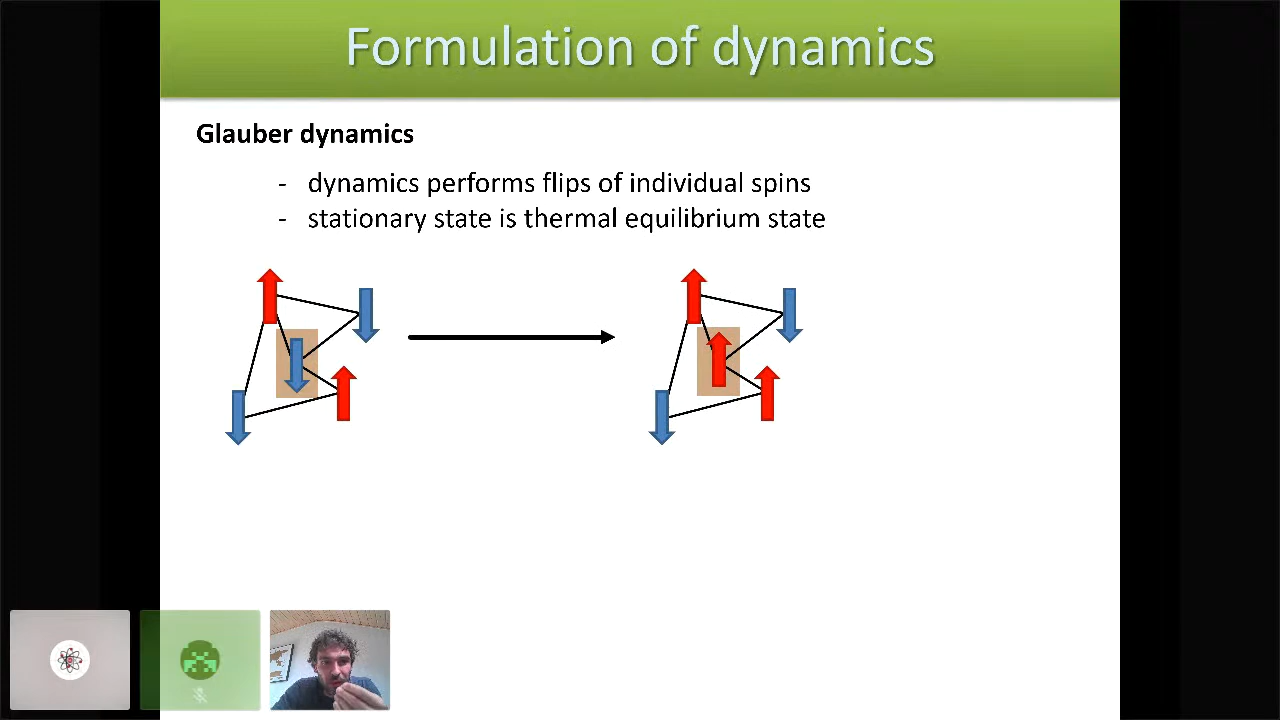 Formulation of dynamics
Glauber dynamics
- dynamics performs flips of individual spins
- stationary state is thermal equilibrium state